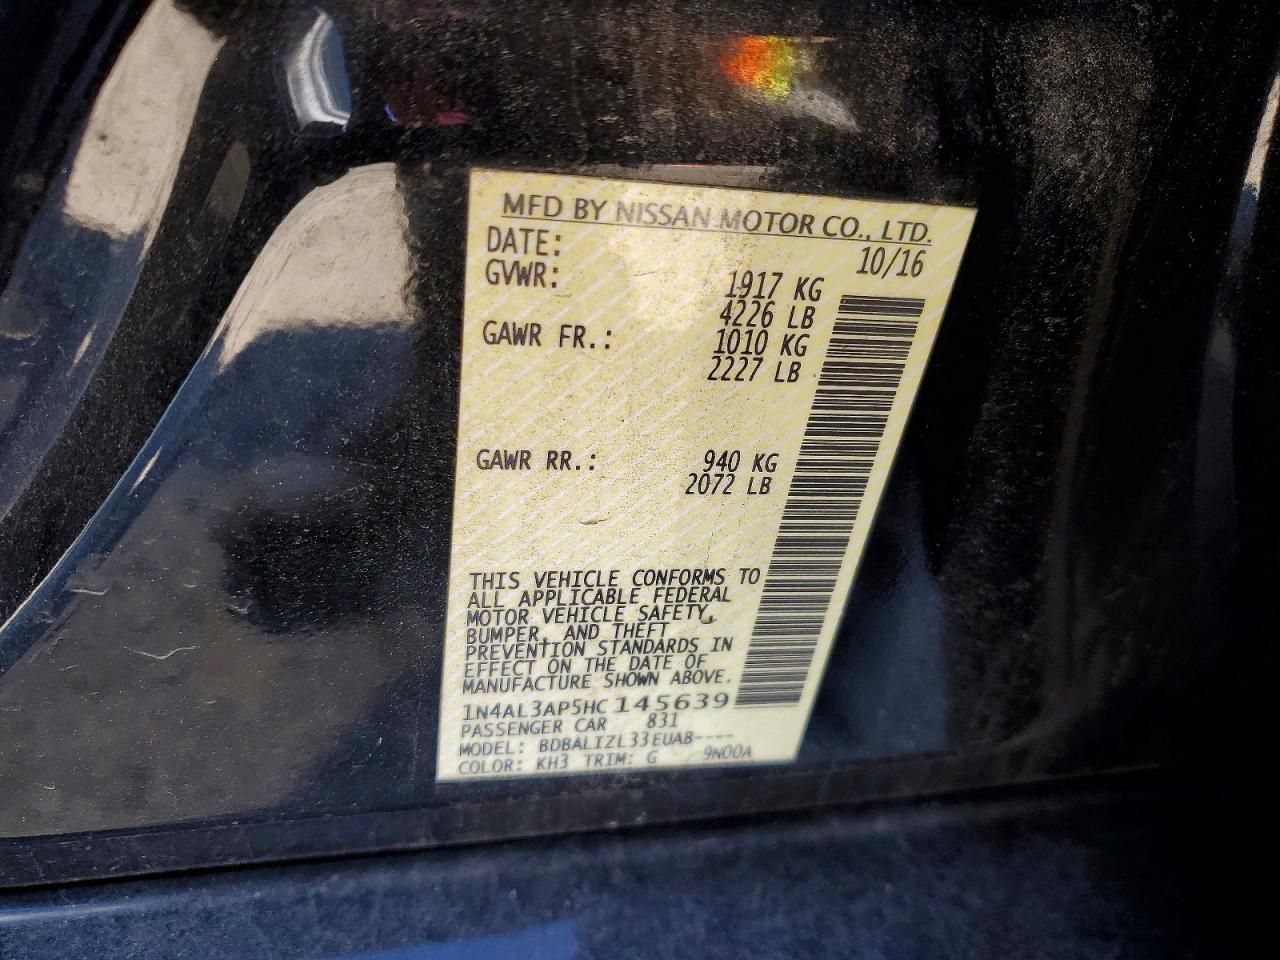 MFD BY NISSAN MOTOR CO., LTD.
DATE: 10/16
GVWR: 1917 KG
4226 LB
GAWR FR.: 1010 KG
2227 LB
GAWR RR.: 940 KG
2072 LB
THIS VEHICLE CONFORMS TO
ALL APPLICABLE FEDERAL
MOTOR VEHICLE SAFETY,
BUMPER, AND THEFT
PREVENTION STANDARDS IN
EFFECT ON THE DATE OF
MANUFACTURE SHOWN ABOVE.
1N4AL3AP5HC145639
PASSENGER CAR 831
MODEL: BDBALIZL33EUAB----
COLOR: KH3 TRIM: G 9N00A